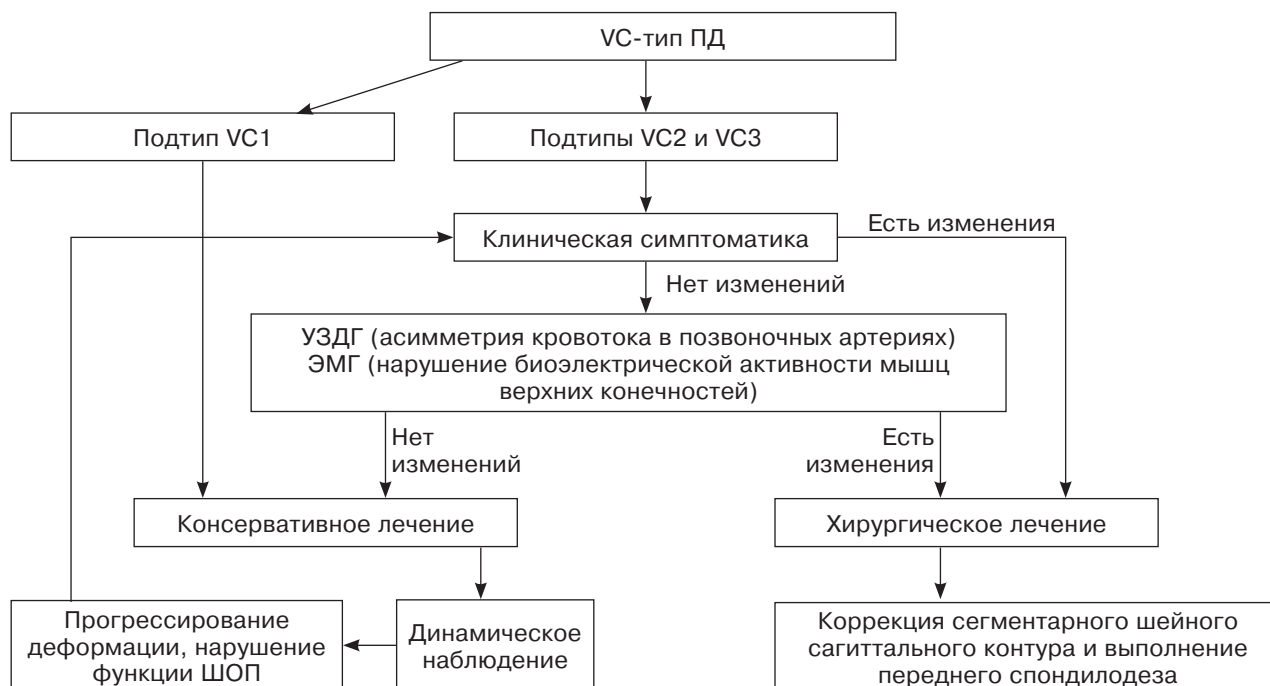 VC-тип ПД
Подтип VC1
Подтипы VC2 и VC3
Клиническая симптоматика
Есть изменения
Нет изменений
УЗДГ (асимметрия кровотока в позвоночных артериях)
ЭМГ (нарушение биоэлектрической активности мышц
верхних конечностей)
Нет
изменений
Есть
изменения
Консервативное лечение
Хирургическое лечение
Прогрессирование
деформации, нарушение
функции ШОП
Динамическое
наблюдение
Коррекция сегментарного шейного
сагиттального контура и выполнение
переднего спондилодеза